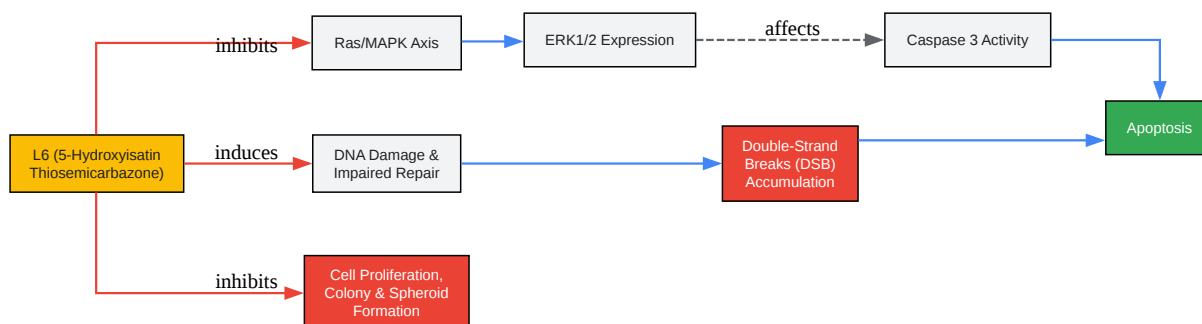 inhibits
Ras/MAPK Axis
ERK1/2 Expression
affects
Caspase 3 Activity
L6 (5-Hydroxyisatin
Thiosemicarbazone)
induces
DNA Damage &
Impaired Repair
Double-Strand
Breaks (DSB)
Accumulation
Apoptosis
inhibits
Cell Proliferation,
Colony & Spheroid
Formation